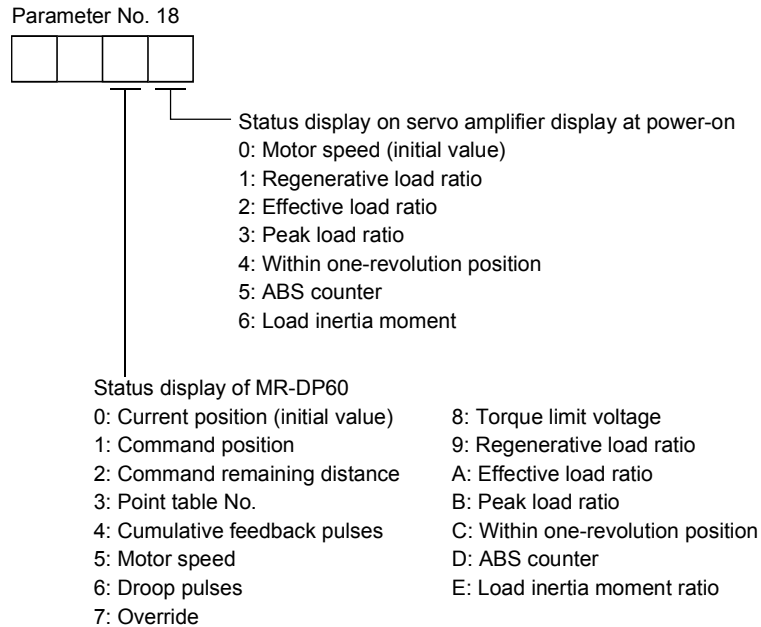 Parameter No. 18
Status display on servo amplifier display at power-on
0: Motor speed (initial value)
1: Regenerative load ratio
2: Effective load ratio
3: Peak load ratio
4: Within one-revolution position
5: ABS counter
6: Load inertia moment
Status display of MR-DP60
0: Current position (initial value)
1: Command position
2: Command remaining distance
3: Point table No.
4: Cumulative feedback pulses
5: Motor speed
6: Droop pulses
7: Override
8: Torque limit voltage
9: Regenerative load ratio
A: Effective load ratio
B: Peak load ratio
C: Within one-revolution position
D: ABS counter
E: Load inertia moment ratio